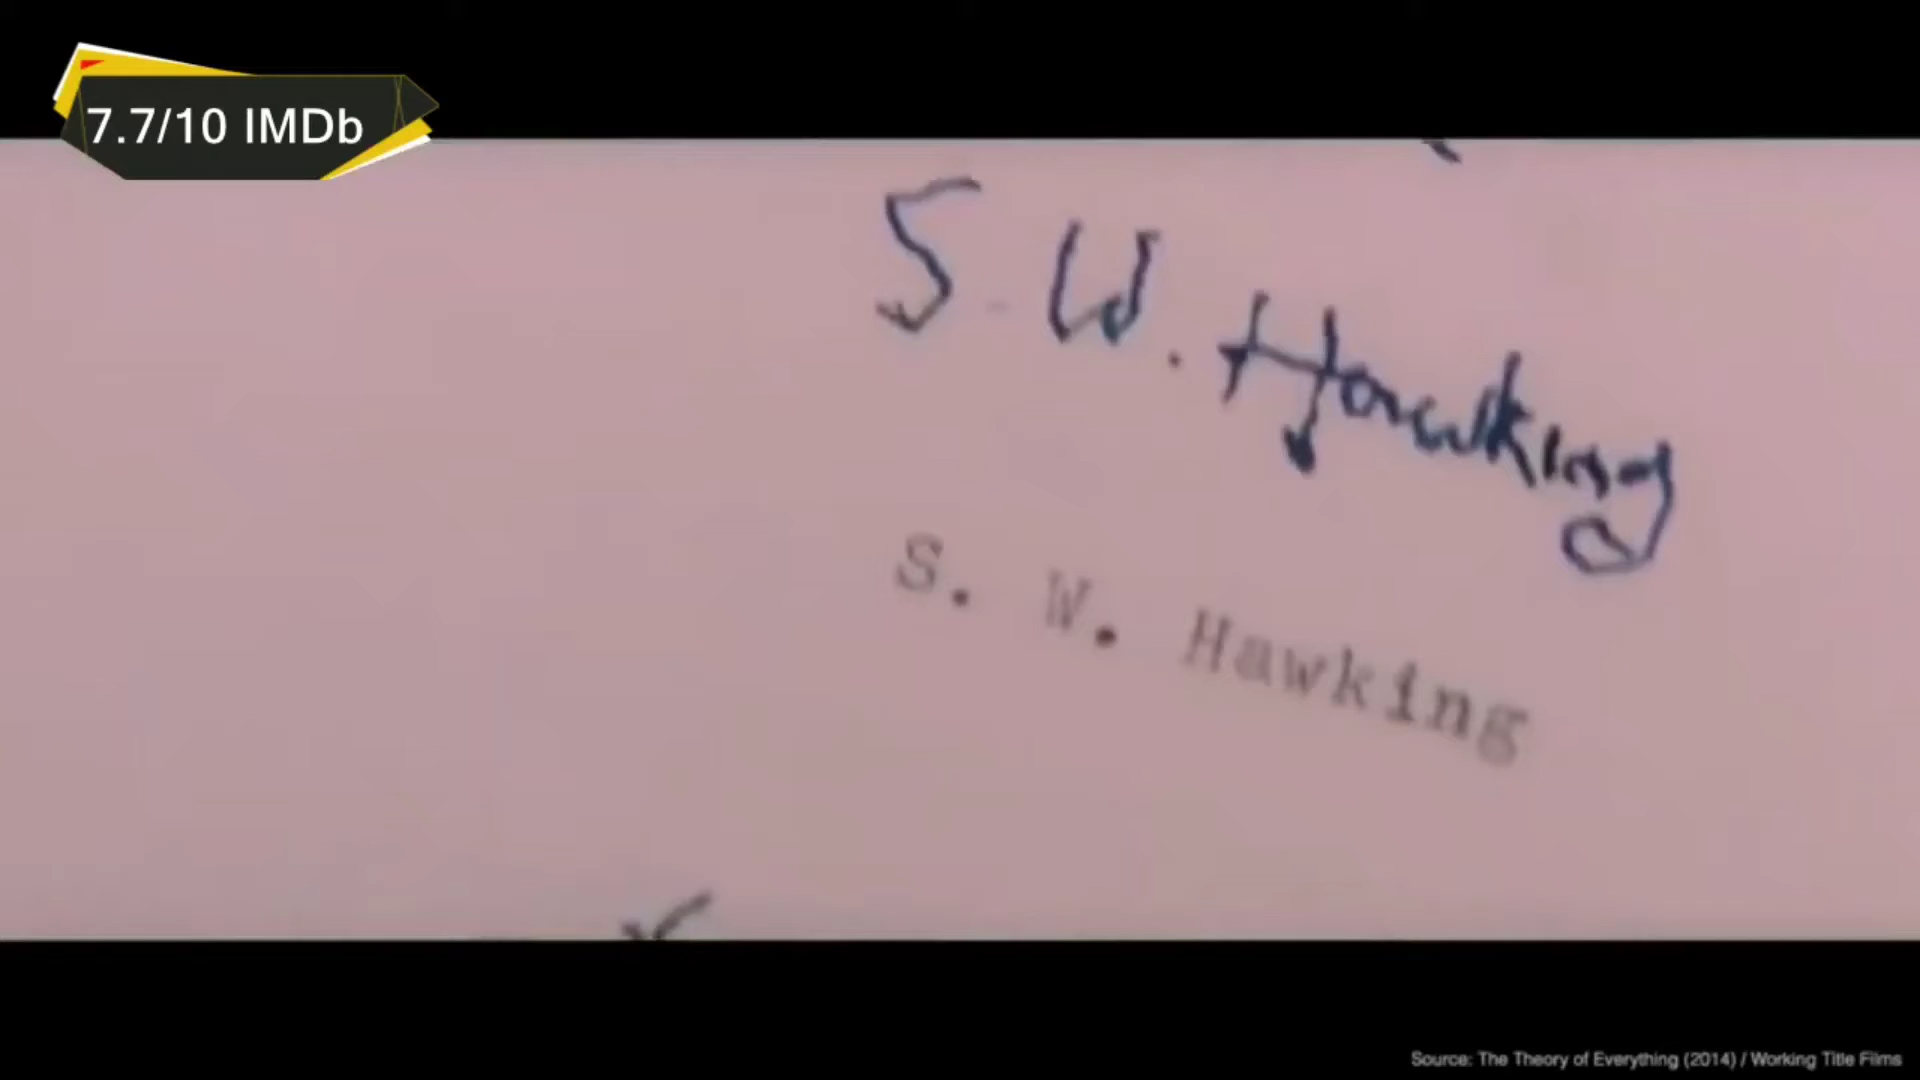 7.7/10 IMDb
S. W. Hawking
S. W. Hawking
Source: The Theory of Everything (2014) / Working Title Films